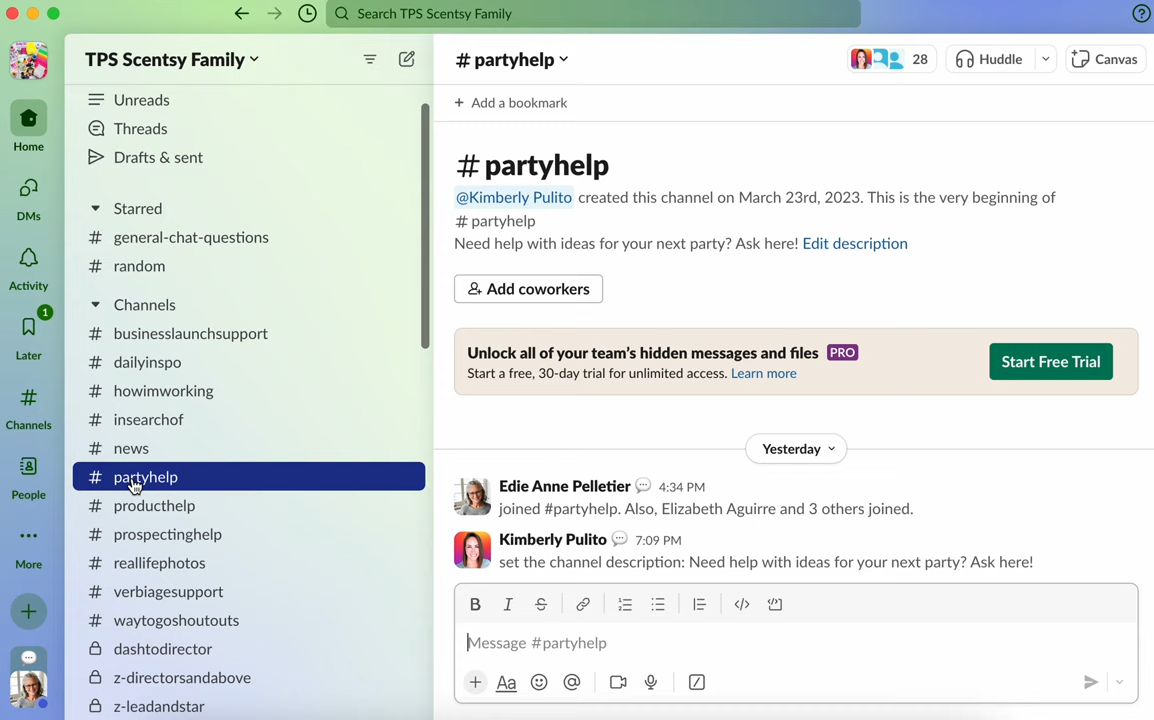 Search TPS Scentsy Family
Home
DMs
Activity
1
Later
Channels
People
More
TPS Scentsy Family
Unreads
Threads
Drafts & sent
Starred
# general-chat-questions
# random
Channels
# businesslaunchsupport
# dailyinspo
# howimworking
# insearchof
# news
# partyhelp
# producthelp
# prospectinghelp
# reallifephotos
# verbiagesupport
# waytogoshoutouts
dashtodirector
z-directorsandabove
z-leadandstar
# partyhelp
28
Huddle
Canvas
+ Add a bookmark
# partyhelp
@Kimberly Pulito created this channel on March 23rd, 2023. This is the very beginning of
# partyhelp
Need help with ideas for your next party? Ask here! Edit description
Add coworkers
Unlock all of your team's hidden messages and files PRO
Start a free, 30-day trial for unlimited access. Learn more
Start Free Trial
Yesterday
Edie Anne Pelletier 4:34 PM
joined #partyhelp. Also, Elizabeth Aguirre and 3 others joined.
Kimberly Pulito 7:09 PM
set the channel description: Need help with ideas for your next party? Ask here!
B I S
Message #partyhelp
+ Aa @